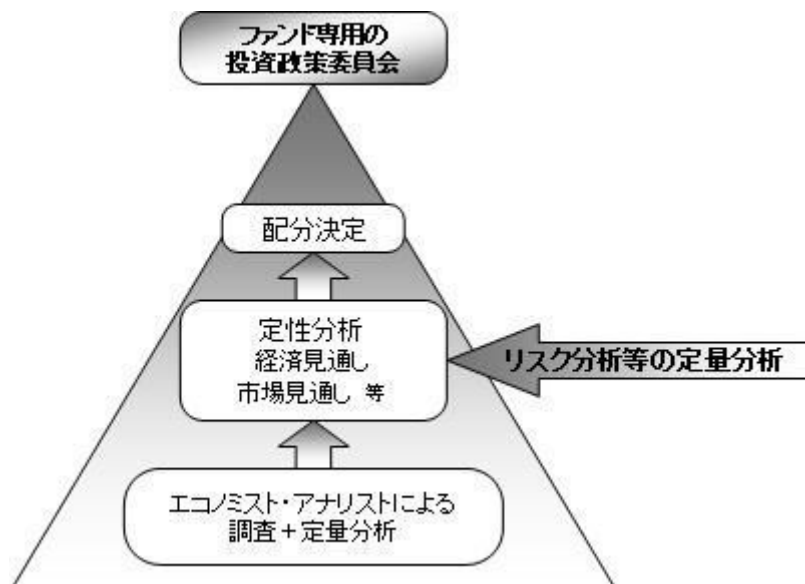 ファンド専用の
投資政策委員会
配分決定
定性分析
経済見通し
市場見通し 等
リスク分析等の定量分析
エコノミスト・アナリストによる
調査+定量分析